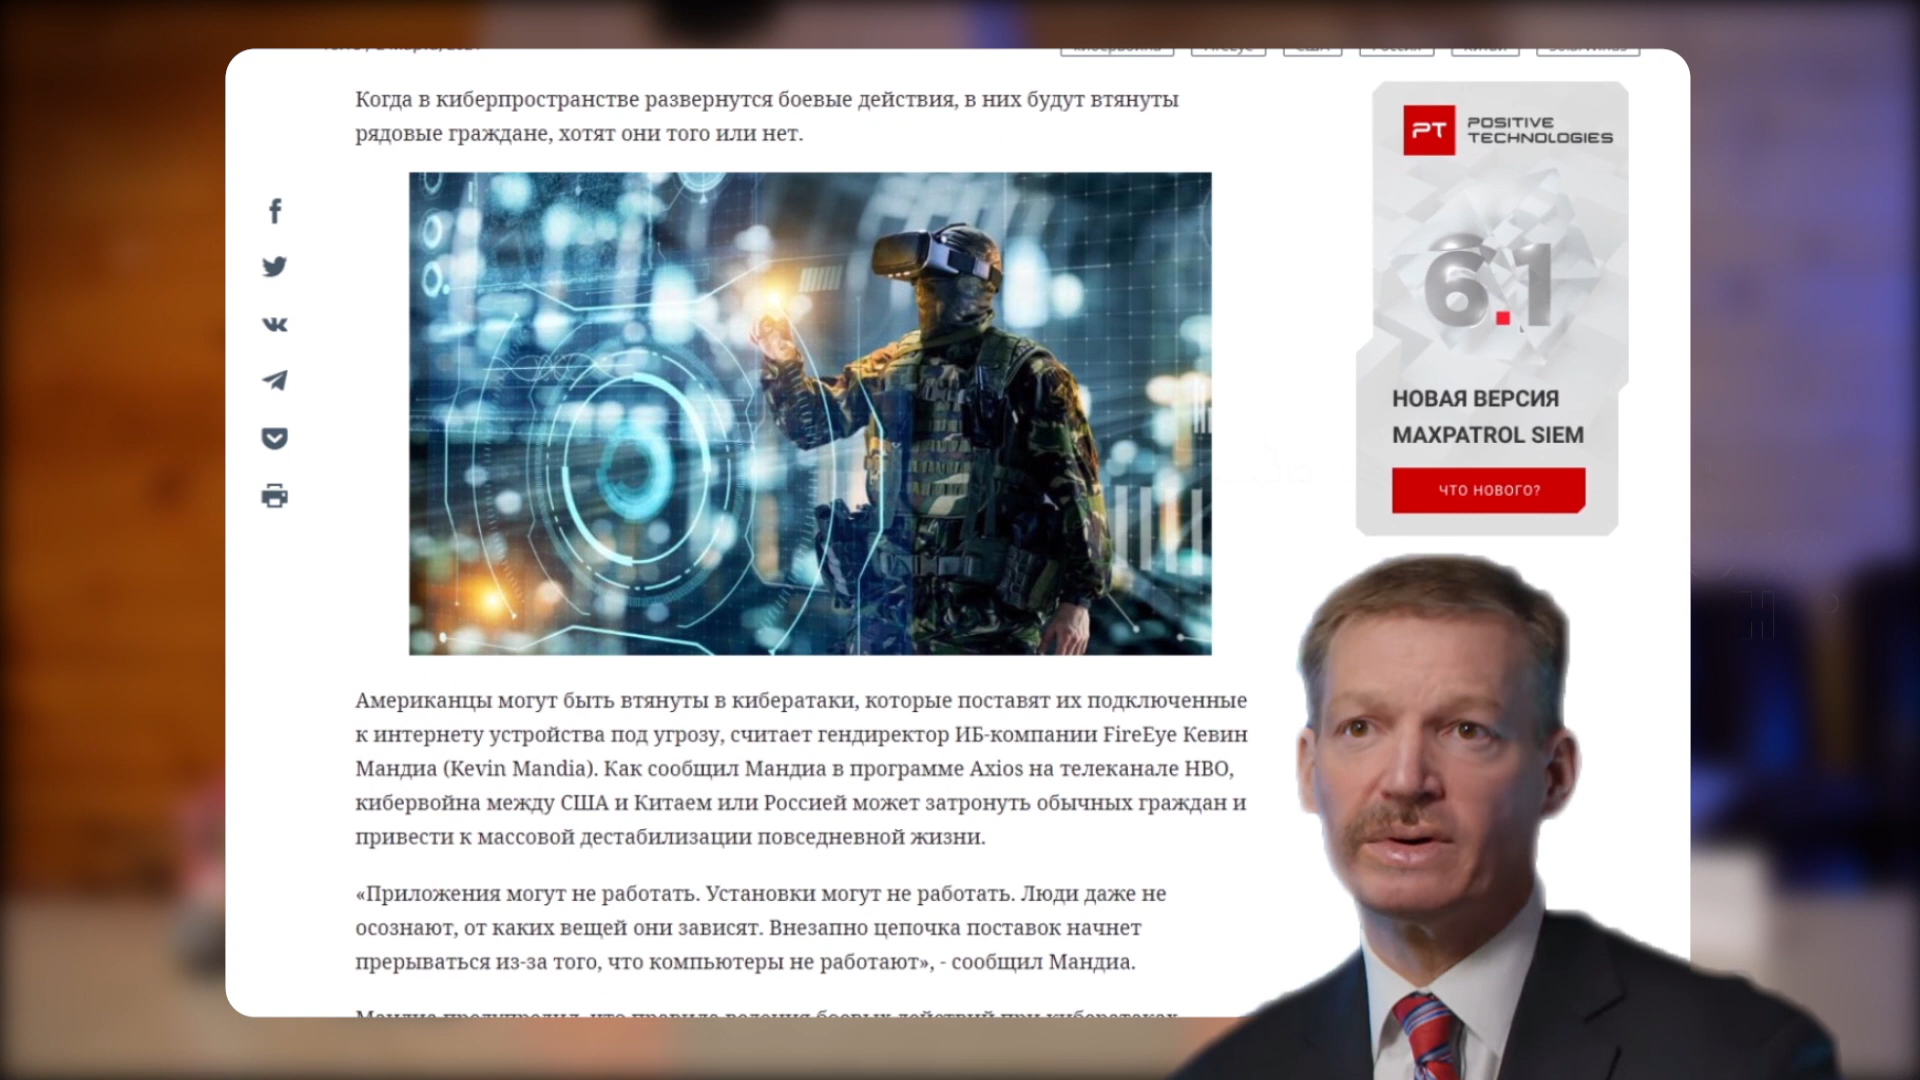 Когда в киберпространстве развернутся боевые действия, в них будут втянуты
рядовые граждане, хотят они того или нет.
PT POSITIVE
TECHNOLOGIES
6.1
НОВАЯ ВЕРСИЯ
MAXPATROL SIEM
ЧТО НОВОГО?
Американцы могут быть втянуты в кибератаки, которые поставят их подключенные
к интернету устройства под угрозу, считает гендиректор ИБ-компании FireEye Кевин
Мандиа (Kevin Mandia). Как сообщил Мандиа в программе Axios на телеканале HBO,
кибервойна между США и Китаем или Россией может затронуть обычных граждан и
привести к массовой дестабилизации повседневной жизни.
«Приложения могут не работать. Установки могут не работать. Люди даже не
осознают, от каких вещей они зависят. Внезапно цепочка поставок начнет
прерываться из-за того, что компьютеры не работают», - сообщил Мандиа.